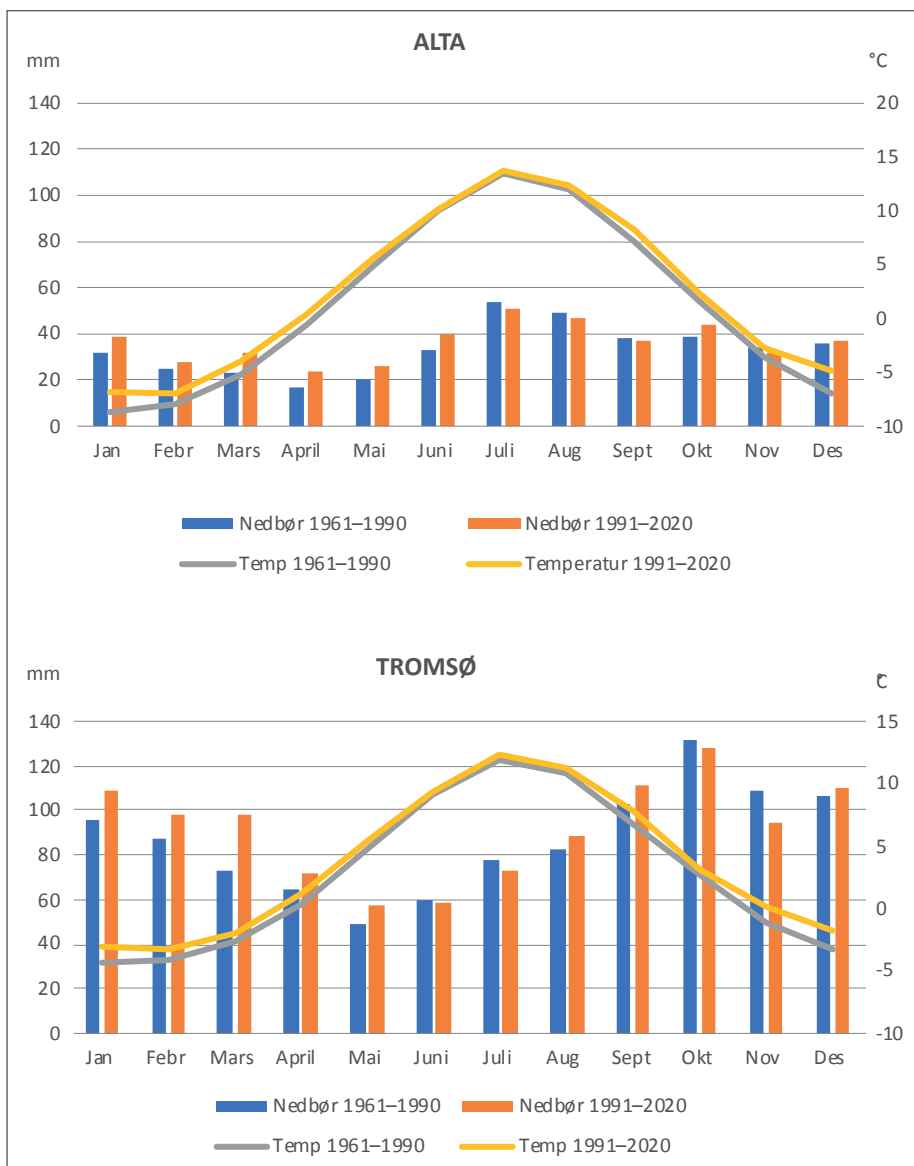 ALTA
mm °C
140 20
120 15
100 10
80 5
60 0
40 -5
20 -10
0
Jan Febr Mars April Mai Juni Juli Aug Sept Okt Nov Des
Nedbør 1961–1990 Nedbør 1991–2020
Temp 1961–1990 Temperatur 1991–2020
TROMSØ
mm °C
140 15
120 10
100 5
80 0
60 -5
40 -10
20
0
Jan Febr Mars April Mai Juni Juli Aug Sept Okt Nov Des
Nedbør 1961–1990 Nedbør 1991–2020
Temp 1961–1990 Temp 1991–2020